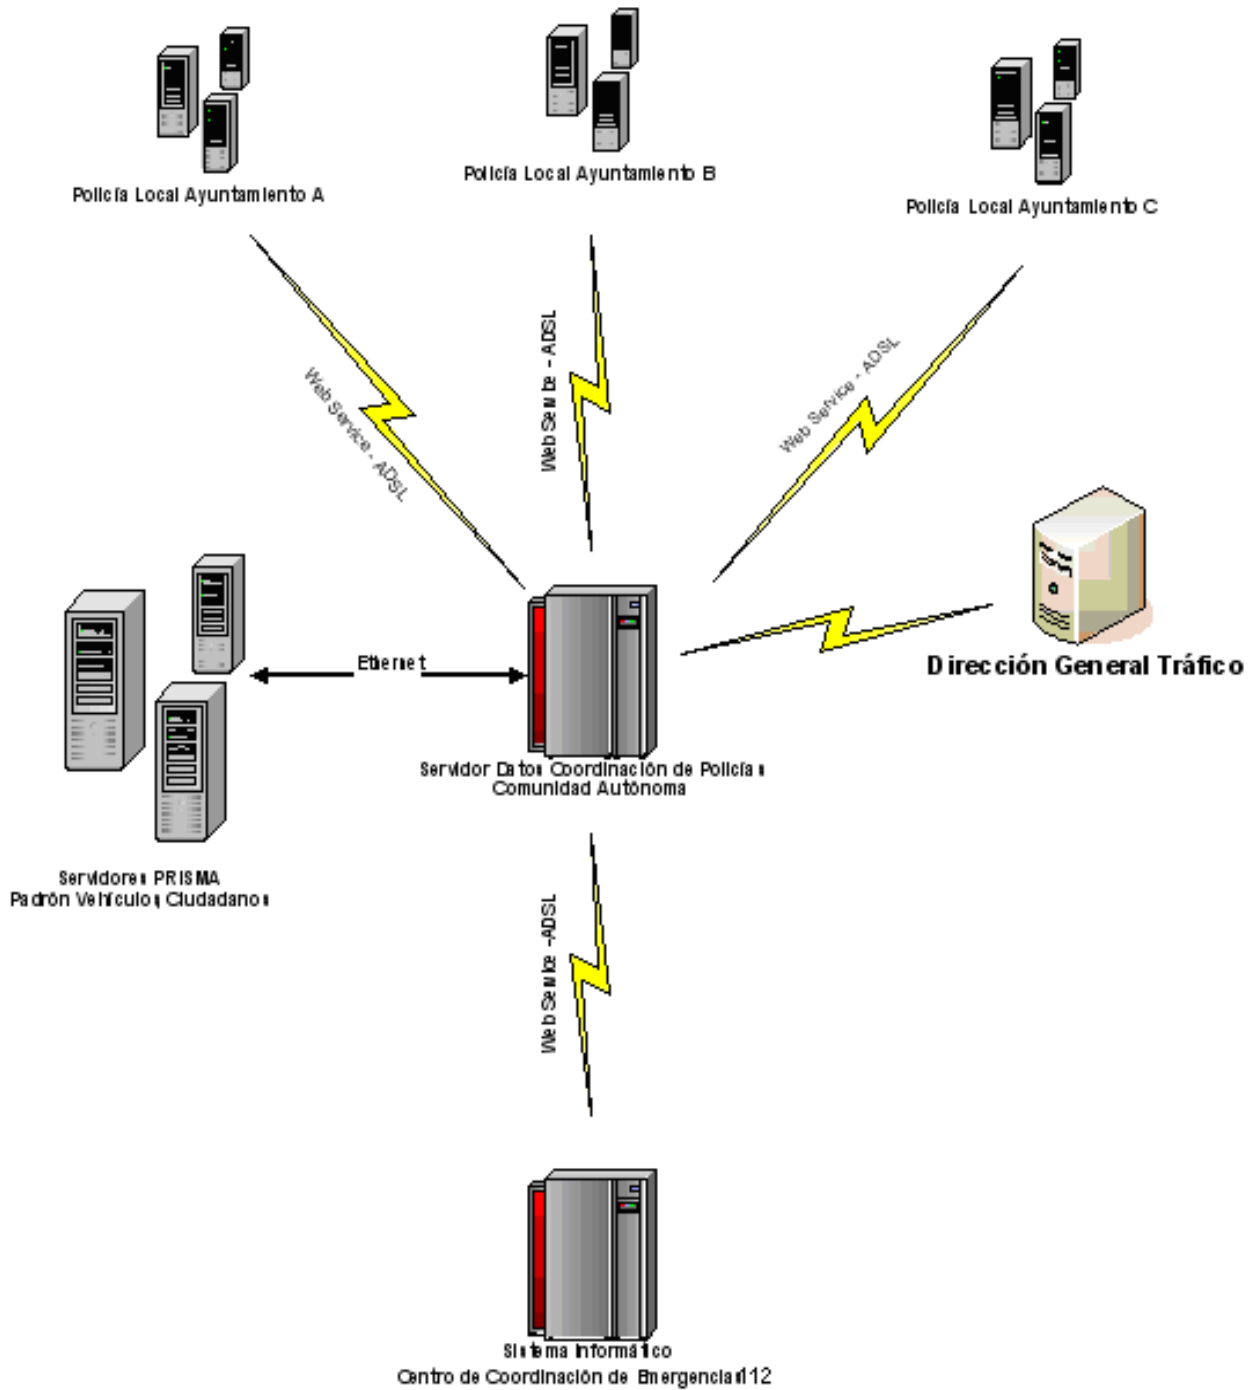 Policía Local Ayuntamiento A
Policía Local Ayuntamiento B
Policía Local Ayuntamiento C
Web Service - ADSL
Web Service - ADSL
Web Service - ADSL
Dirección General Tráfico
Ethernet
Servidor Datos Coordinación de Policías
Comunidad Autónoma
Servidores PRISMA
Padrón Vehículos, Ciudadanos
Web Service -ADSL
Sistema Informático
Centro de Coordinación de Emergencias112